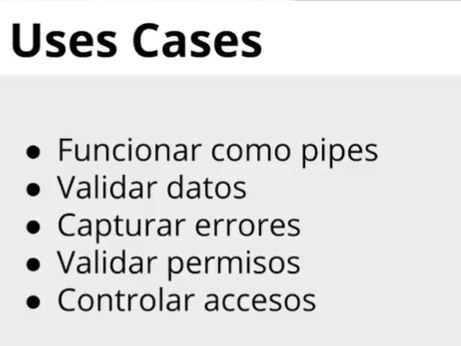 Uses Cases
● Funcionar como pipes
● Validar datos
● Capturar errores
● Validar permisos
● Controlar accesos